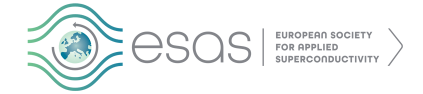 esas
EUROPEAN SOCIETY
FOR APPLIED
SUPERCONDUCTIVITY